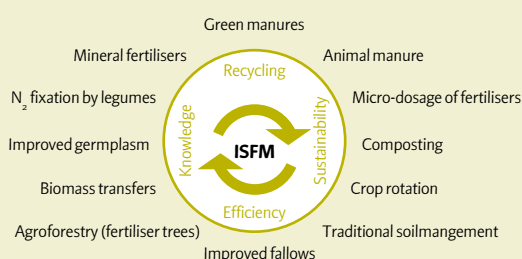 Green manures
Mineral fertilisers
Animal manure
Recycling
N2 fixation by legumes
Micro-dosage of fertilisers
Knowledge
Sustainability
Improved germplasm
ISFM
Composting
Biomass transfers
Crop rotation
Efficiency
Agroforestry (fertiliser trees)
Traditional soilmangement
Improved fallows